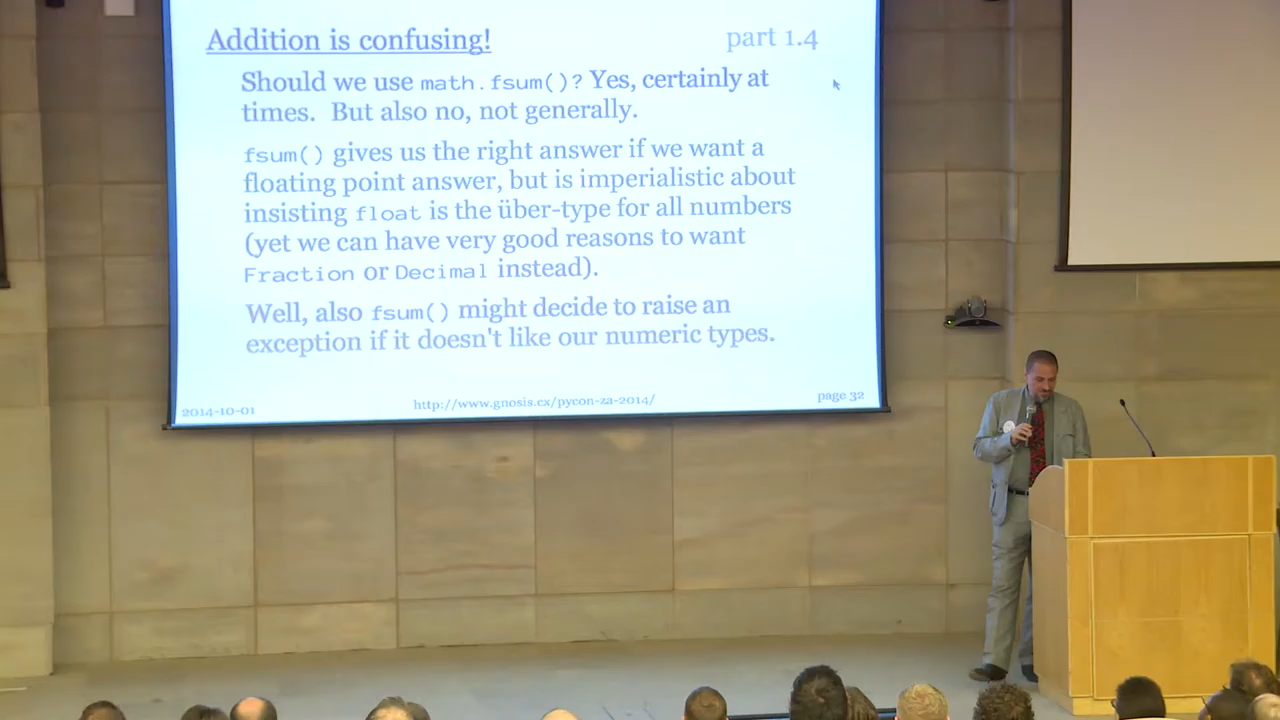 Addition is confusing!
part 1.4
Should we use math.fsum()? Yes, certainly at
times. But also no, not generally.
fsum() gives us the right answer if we want a
floating point answer, but is imperialistic about
insisting float is the über-type for all numbers
(yet we can have very good reasons to want
Fraction or Decimal instead).
Well, also fsum() might decide to raise an
exception if it doesn't like our numeric types.
2014-10-01
http://www.gnosis.cx/pycon-za-2014/
page 32